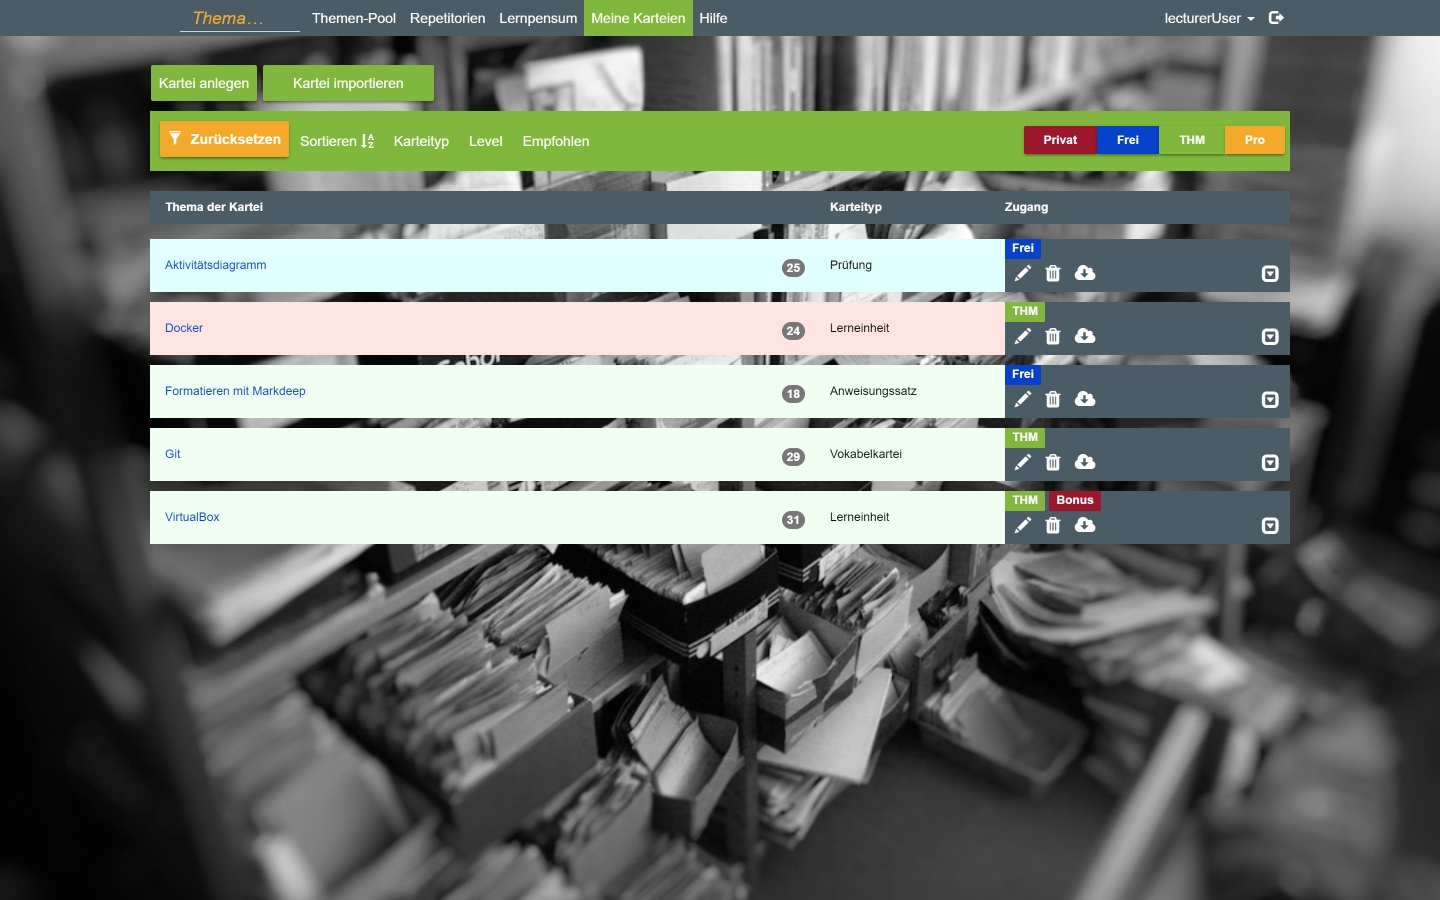 Thema... Themen-Pool Repetitorien Lernpensum Meine Karteien Hilfe lecturerUser
Kartei anlegen Kartei importieren
Zurücksetzen Sortieren Karteityp Level Empfohlen Privat Frei THM Pro
Thema der Kartei Karteityp Zugang
Frei
Aktivitätsdiagramm 25 Prüfung
THM
Docker 24 Lerneinheit
Frei
Formatieren mit Markdeep 18 Anweisungssatz
THM
Git 29 Vokabelkartei
THM Bonus
VirtualBox 31 Lerneinheit